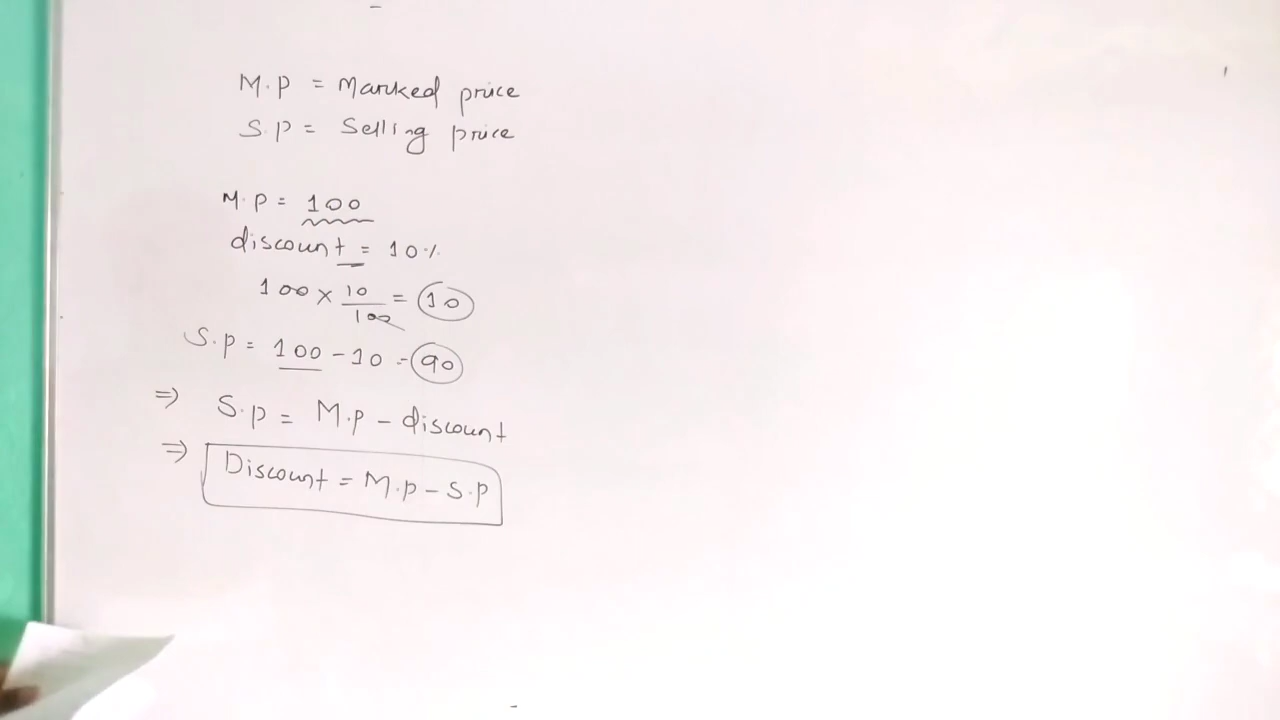 M.P = Marked price
S.P = Selling price
M.P = 100
discount = 10%
100 × 10/100 = 10
S.P = 100 - 10 = 90
⇒ S.P = M.P - discount
⇒ Discount = M.P - S.P